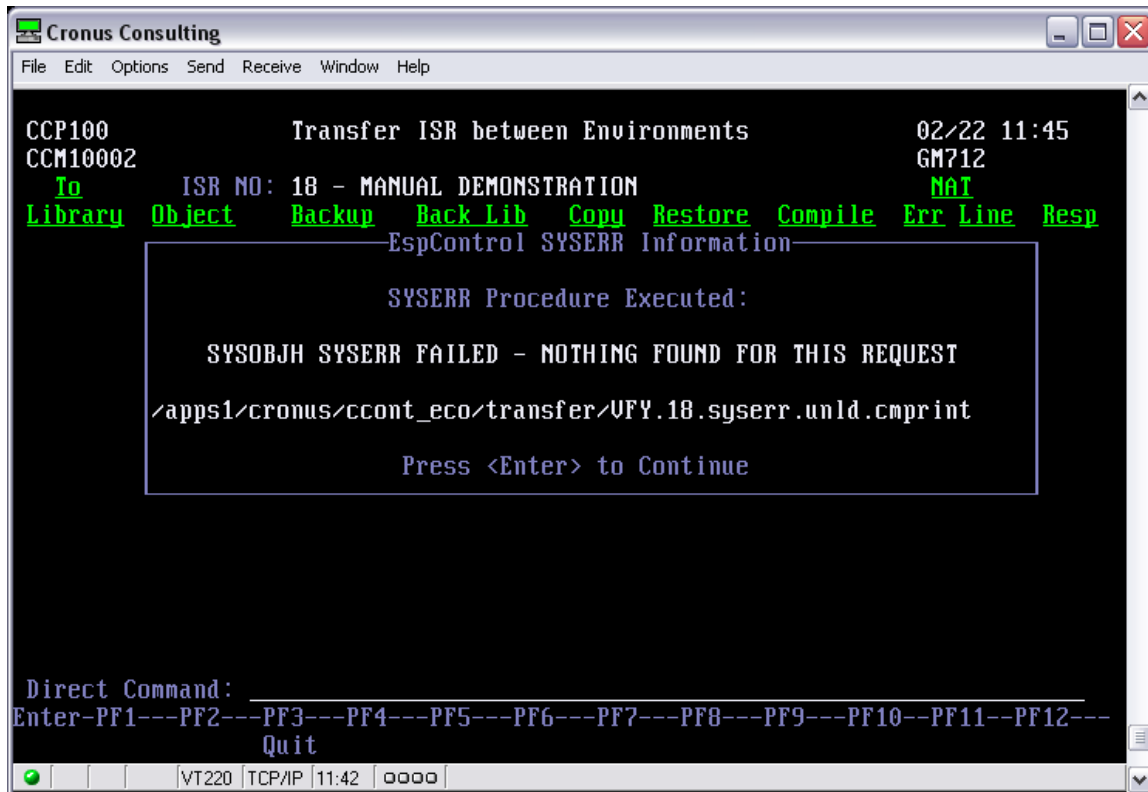 Cronus Consulting
File Edit Options Send Receive Window Help
CCP100 Transfer ISR between Environments 02/22 11:45
CCM10002 GM712
To ISR NO: 18 - MANUAL DEMONSTRATION NAT
Library Object Backup Back Lib Copy Restore Compile Err Line Resp
EspControl SYSERR Information
SYSERR Procedure Executed:
SYSOBJH SYSERR FAILED - NOTHING FOUND FOR THIS REQUEST
/apps1/cronus/ccont_eco/transfer/VFY.18.syserr.unld.cmprint
Press <Enter> to Continue
Direct Command:
Enter-PF1---PF2---PF3---PF4---PF5---PF6---PF7---PF8---PF9---PF10--PF11--PF12---
Quit
VT220 TCP/IP 11:42